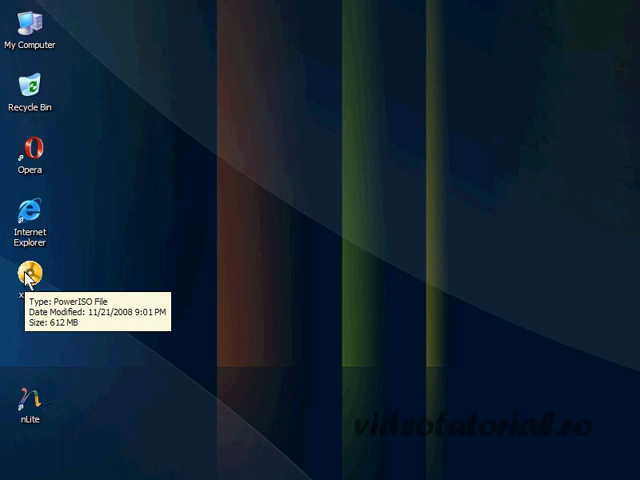 My Computer
Recycle Bin
Opera
Internet
Explorer
Type: PowerISO File
Date Modified: 11/21/2008 9:01 PM
Size: 612 MB
nLite
videotutorial.ro